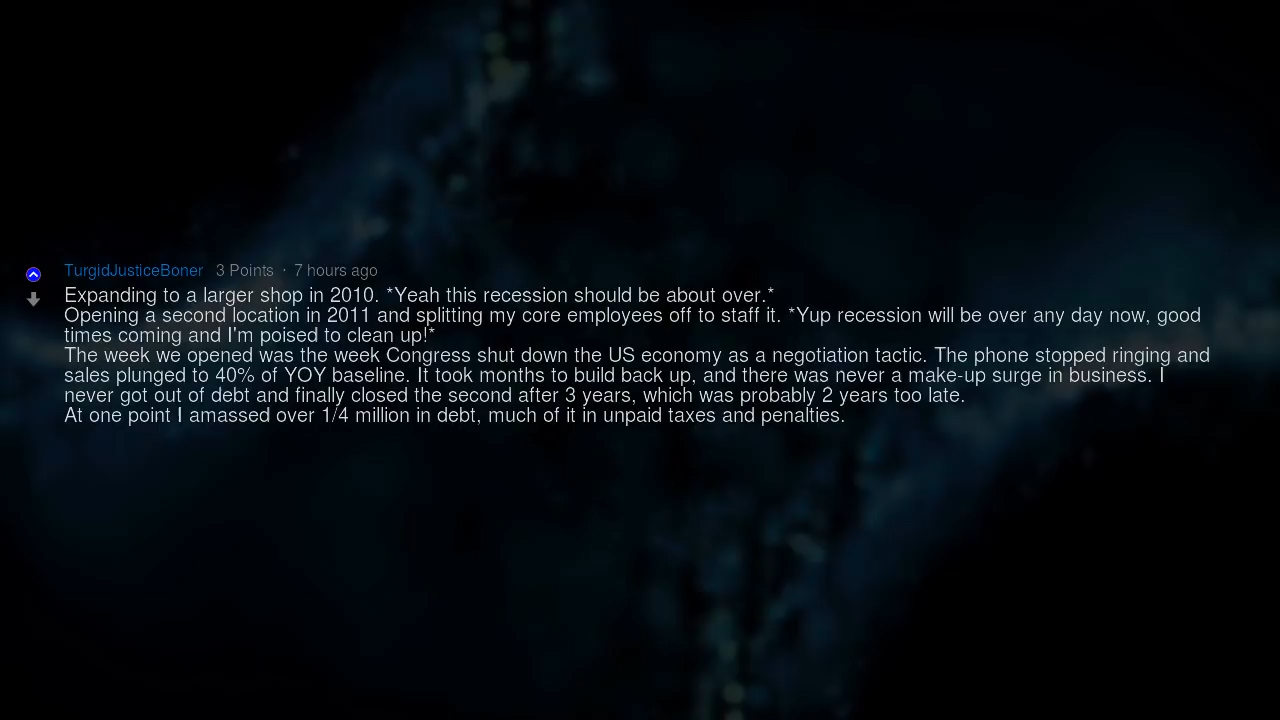 TurgidJusticeBoner 3 Points · 7 hours ago
Expanding to a larger shop in 2010. *Yeah this recession should be about over.*
Opening a second location in 2011 and splitting my core employees off to staff it. *Yup recession will be over any day now, good
times coming and I'm poised to clean up!*
The week we opened was the week Congress shut down the US economy as a negotiation tactic. The phone stopped ringing and
sales plunged to 40% of YOY baseline. It took months to build back up, and there was never a make-up surge in business. I
never got out of debt and finally closed the second after 3 years, which was probably 2 years too late.
At one point I amassed over 1/4 million in debt, much of it in unpaid taxes and penalties.